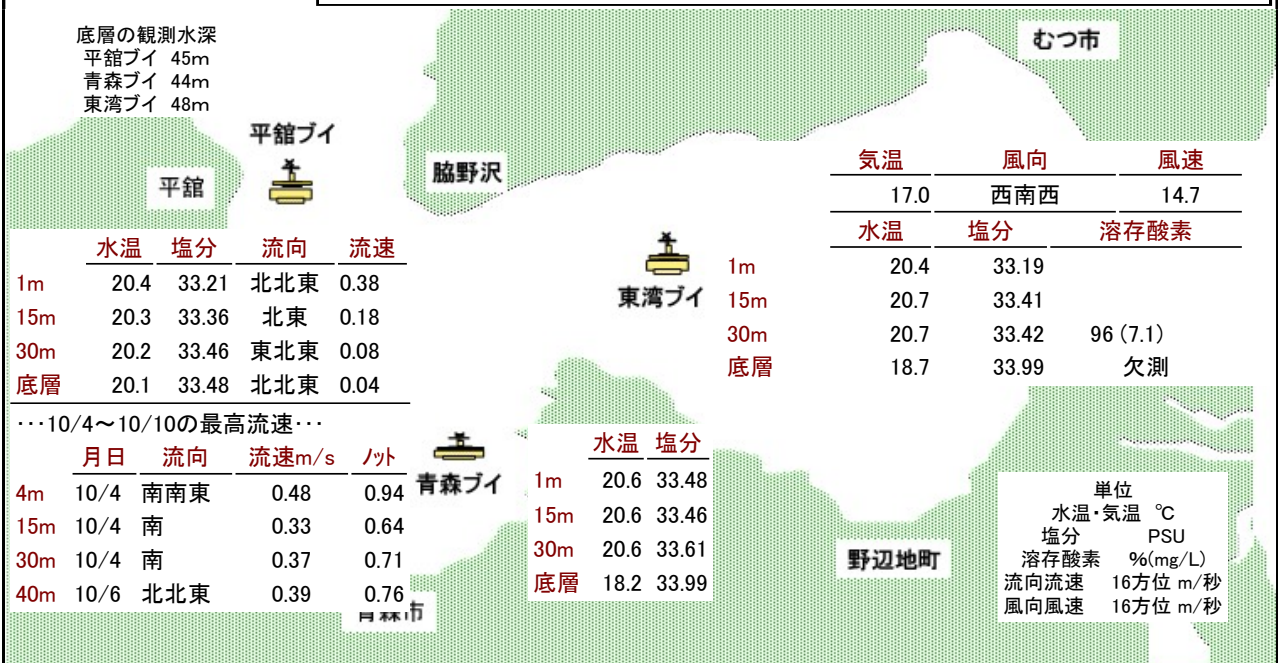 底層の観測水深
平舘ブイ 45m
青森ブイ 44m
東湾ブイ 48m
むつ市
平舘ブイ
平舘
脇野沢
気温 風向 風速
17.0 西南西 14.7
水温 塩分 溶存酸素
1m 20.4 33.19
15m 20.7 33.41
30m 20.7 33.42 96 (7.1)
底層 18.7 33.99 欠測
東湾ブイ
水温 塩分 流向 流速
1m 20.4 33.21 北北東 0.38
15m 20.3 33.36 北東 0.18
30m 20.2 33.46 東北東 0.08
底層 20.1 33.48 北北東 0.04
･･･10/4～10/10の最高流速･･･
月日 流向 流速m/s ノット
4m 10/4 南南東 0.48 0.94
15m 10/4 南 0.33 0.64
30m 10/4 南 0.37 0.71
40m 10/6 北北東 0.39 0.76
青森ブイ
水温 塩分
1m 20.6 33.48
15m 20.6 33.46
30m 20.6 33.61
底層 18.2 33.99
青森市
野辺地町
単位
水温・気温 ℃
塩分 PSU
溶存酸素 %(mg/L)
流向流速 16方位 m/秒
風向風速 16方位 m/秒